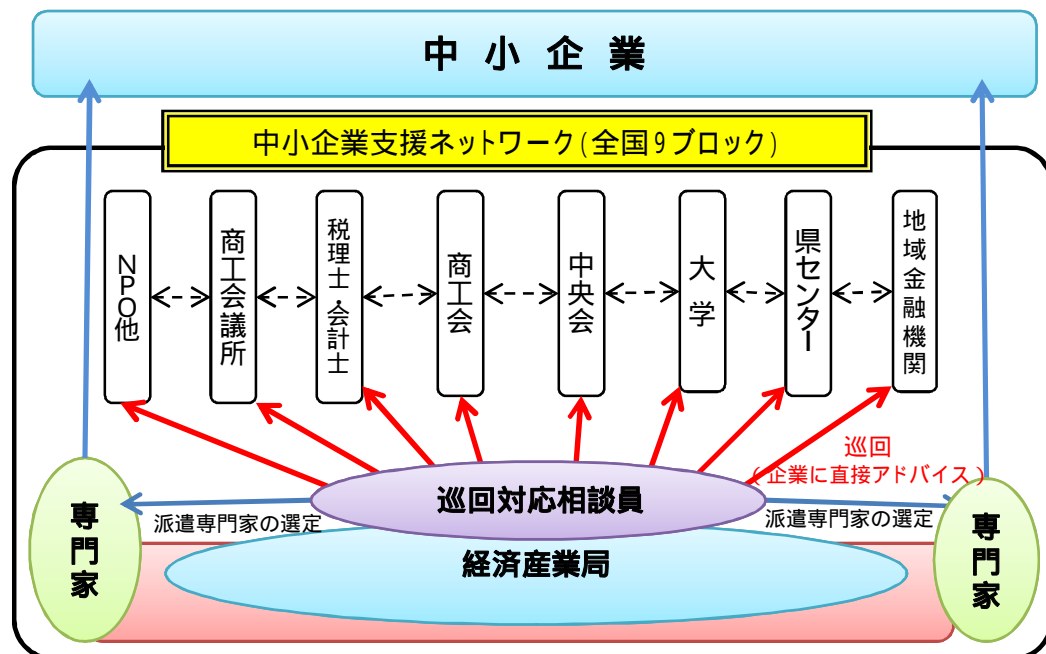 中小企業
中小企業支援ネットワーク(全国9ブロック)
NPO他
商工会議所
税理士・会計士
商工会
中央会
大学
県センター
地域金融機関
巡回
(企業に直接アドバイス)
巡回対応相談員
専門家
派遣専門家の選定
派遣専門家の選定
専門家
経済産業局